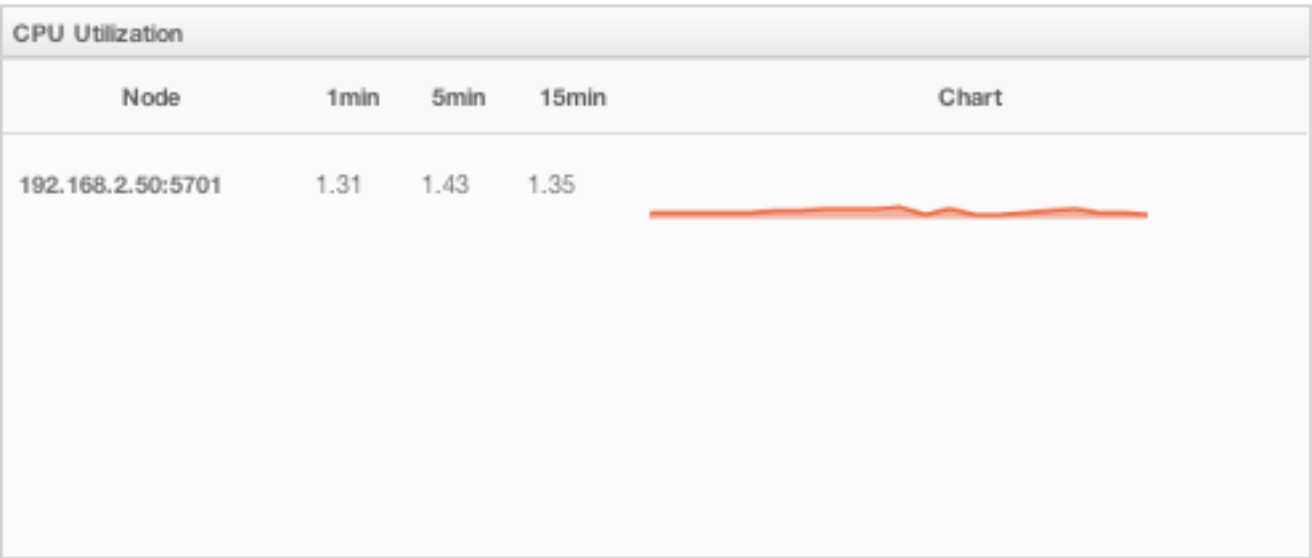 CPU Utilization
Node 1min 5min 15min Chart
192.168.2.50:5701 1.31 1.43 1.35